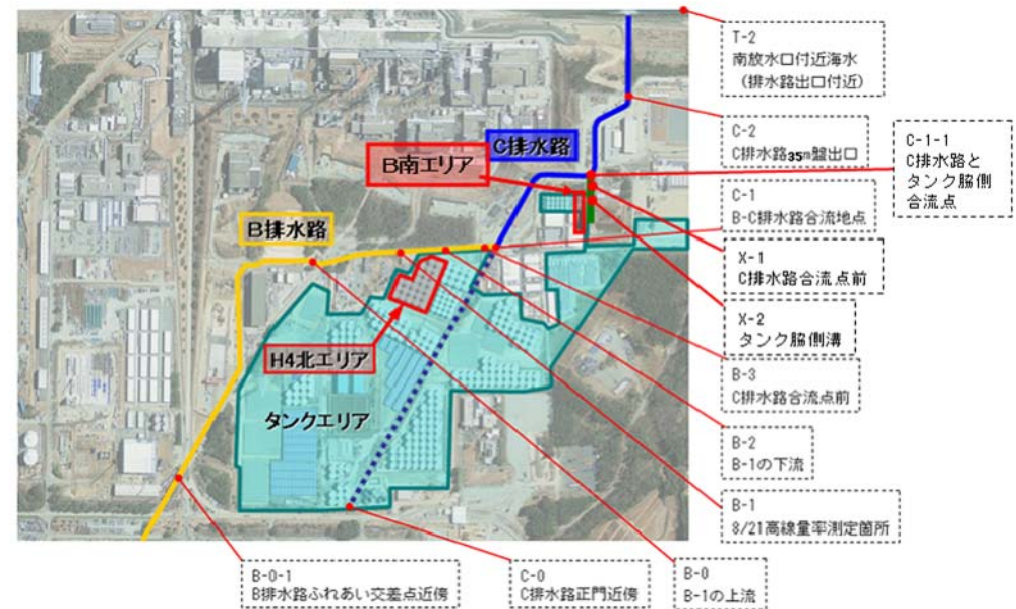 T-2
南放水口付近海水
(排水路出口付近)
C-2
C排水路35m盤出口
C-1-1
C排水路と
タンク脇側
合流点
C-1
B-C排水路合流地点
X-1
C排水路合流点前
X-2
タンク脇側溝
B-3
C排水路合流点前
B-2
B-1の下流
B-1
8/21高線量率測定箇所
B-0
B-1の上流
C-0
C排水路正門近傍
B-0-1
B排水路ふれあい交差点近傍
C排水路
B南エリア
B排水路
H4北エリア
タンクエリア